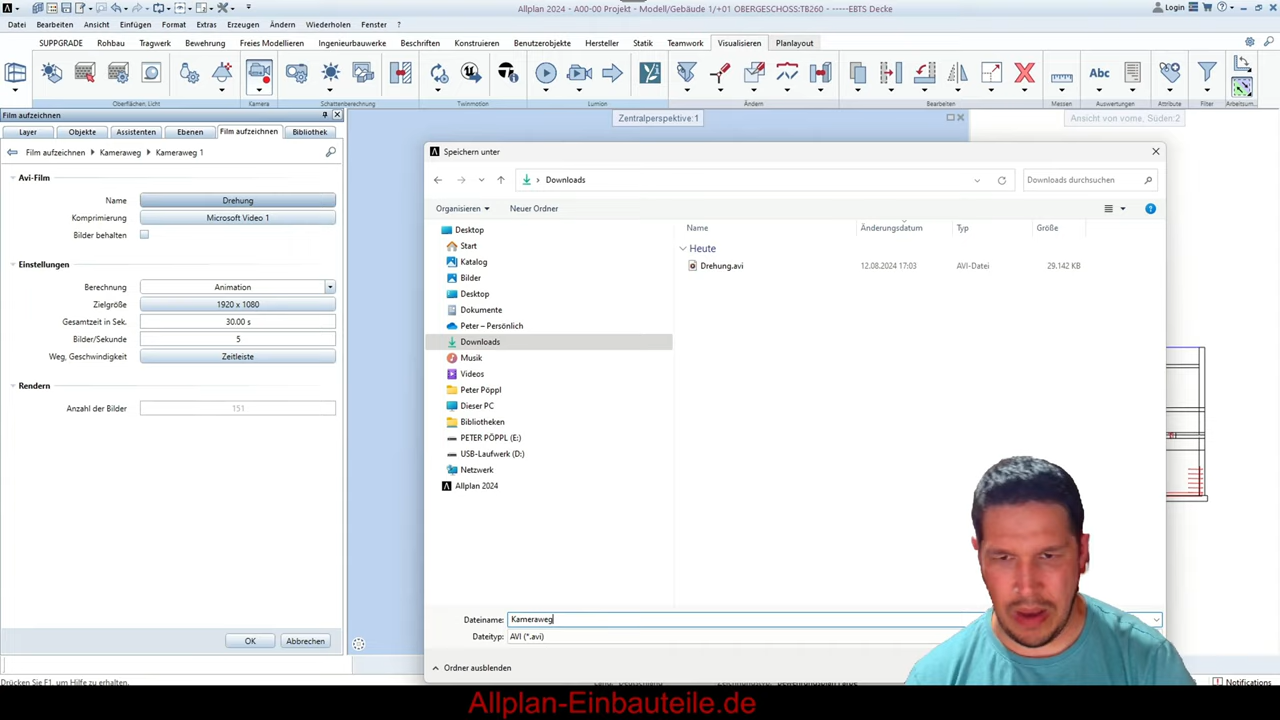 Allplan 2024 - A00-00 Projekt - Modell/Gebäude 1/+01 OBERGESCHOSS:TB260 - -----EBTS Decke
Login
Datei Bearbeiten Einfügen Format Extras Erzeugen Ändern Wiederholen Fenster ?
SUPPGRADE Rohbau Tragwerk Bewehrung Freies Modellieren Ingenieurbauwerke Beschriften Konstruieren Benutzerobjekte Hersteller Statik Teamwork Visualisieren Planlayout
Abc
Oberflächen, Licht Kamera Schattenberechnung Twinmotion Lumion Ändern Bearbeiten Messen Auswertungen Attribute Filter Arbeitsum...
Film aufzeichnen
Layer Objekte Assistenten Ebenen Film aufzeichnen Bibliothek
Film aufzeichnen Kameraweg Kameraweg 1
Avi-Film
Name Drehung
Komprimierung Microsoft Video 1
Bilder behalten
Einstellungen
Berechnung Animation
Zielgröße 1920 x 1080
Gesamtzeit in Sek. 30.00 s
Bilder/Sekunde 5
Weg, Geschwindigkeit Zeitleiste
Rendern
Anzahl der Bilder 151
OK Abbrechen
Drücken Sie F1, um Hilfe zu erhalten.
Zentralperspektive:1
Ansicht von vorne, Süden:2
Speichern unter
Downloads
Downloads durchsuchen
Organisieren Neuer Ordner
Desktop
Start
Katalog
Bilder
Desktop
Dokumente
Peter – Persönlich
Downloads
Musik
Videos
Peter Pöppl
Dieser PC
Bibliotheken
PETER PÖPPL (E:)
USB-Laufwerk (D:)
Netzwerk
Allplan 2024
Name Änderungsdatum Typ Größe
Heute
Drehung.avi 12.08.2024 17:03 AVI-Datei 29.142 KB
Dateiname: Kameraweg
Dateityp: AVI (*.avi)
Ordner ausblenden
Notifications
Allplan-Einbauteile.de